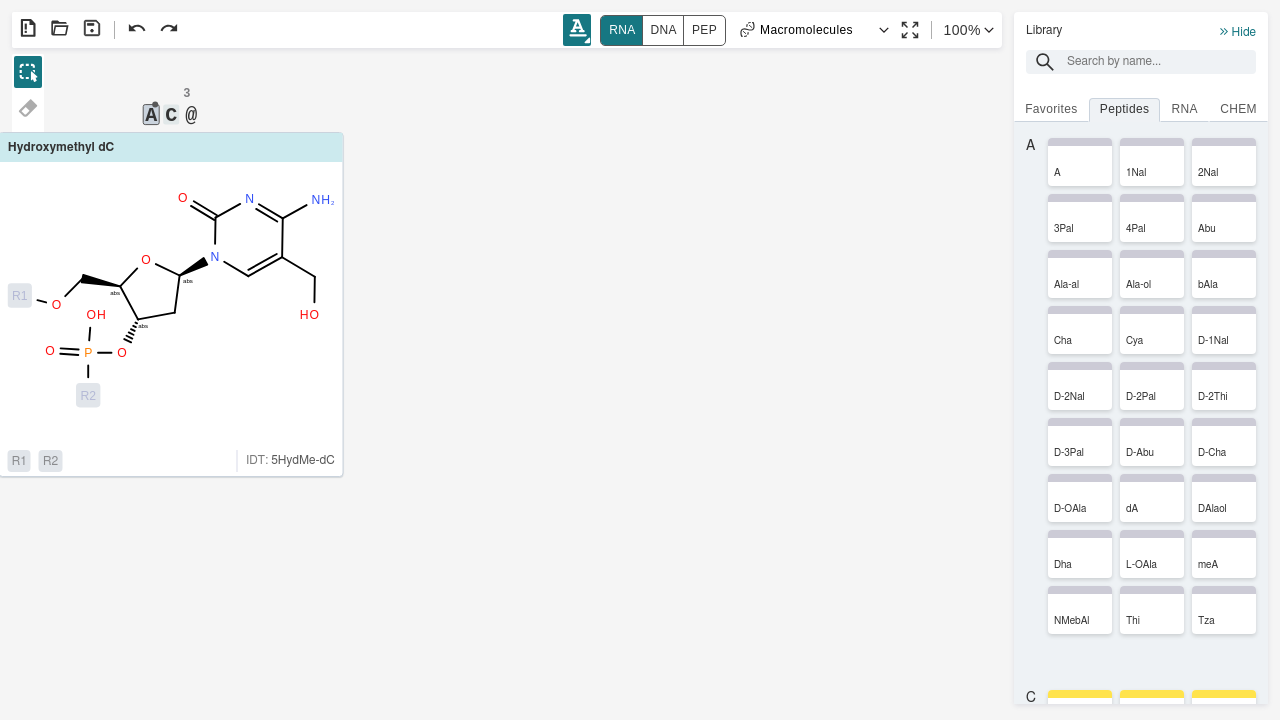 A
RNA
DNA
PEP
Macromolecules
100%
Library
Hide
Search by name...
Favorites
Peptides
RNA
CHEM
3
A C @
Hydroxymethyl dC
O
N
NH₂
O
N
abs
abs
abs
R1
O
HO
OH
O
P
O
R2
R1
R2
IDT: 5HydMe-dC
A
A
1Nal
2Nal
3Pal
4Pal
Abu
Ala-al
Ala-ol
bAla
Cha
Cya
D-1Nal
D-2Nal
D-2Pal
D-2Thi
D-3Pal
D-Abu
D-Cha
D-OAla
dA
DAlaol
Dha
L-OAla
meA
NMebAl
Thi
Tza
C